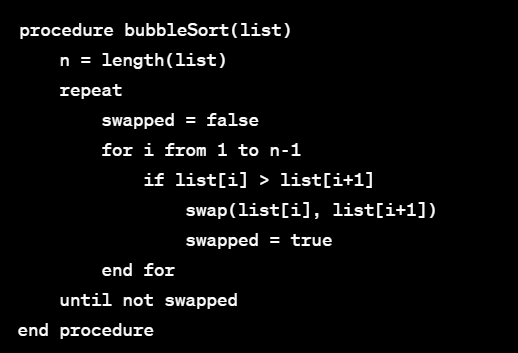 procedure bubbleSort(list)
    n = length(list)
    repeat
        swapped = false
        for i from 1 to n-1
            if list[i] > list[i+1]
                swap(list[i], list[i+1])
                swapped = true
        end for
    until not swapped
end procedure